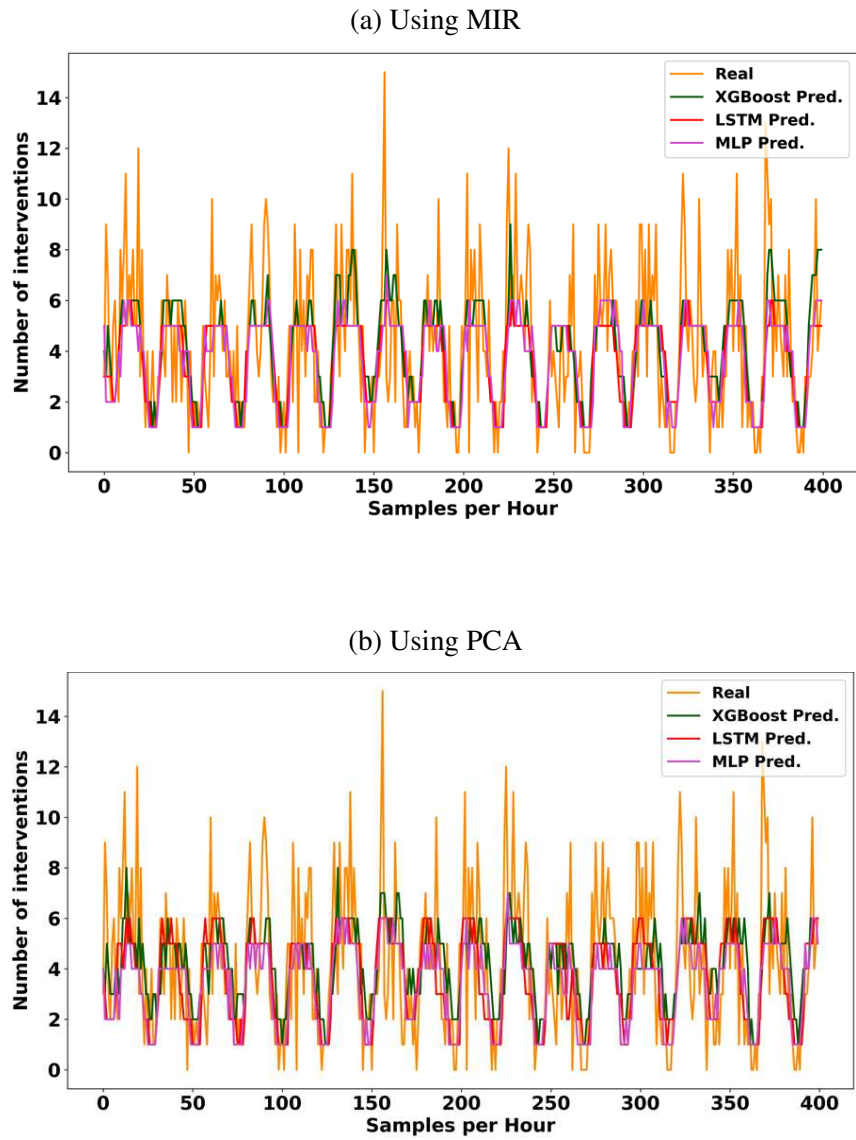 (a) Using MIR
Real
XGBoost Pred.
LSTM Pred.
MLP Pred.
Number of interventions
14
12
10
8
6
4
2
0
0 50 100 150 200 250 300 350 400
Samples per Hour
(b) Using PCA
Real
XGBoost Pred.
LSTM Pred.
MLP Pred.
Number of interventions
14
12
10
8
6
4
2
0
0 50 100 150 200 250 300 350 400
Samples per Hour